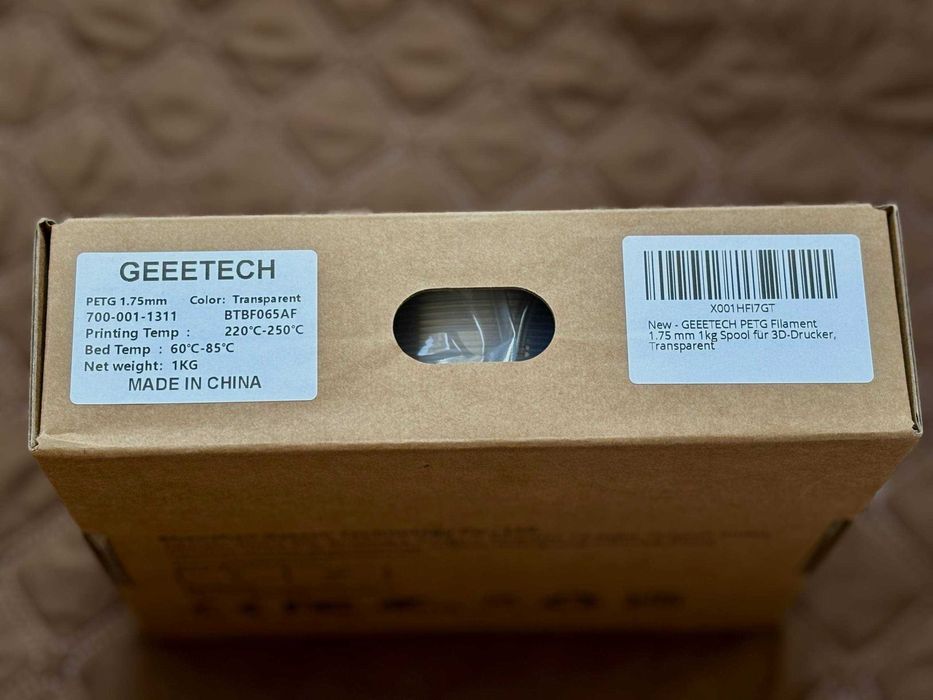 GEEETECH
PETG 1.75mm Color: Transparent
700-001-1311 BTBF065AF
Printing Temp : 220℃-250℃
Bed Temp : 60℃-85℃
Net weight: 1KG
MADE IN CHINA
X001HFI7GT
New - GEEETECH PETG Filament
1.75 mm 1kg Spool für 3D-Drucker,
Transparent